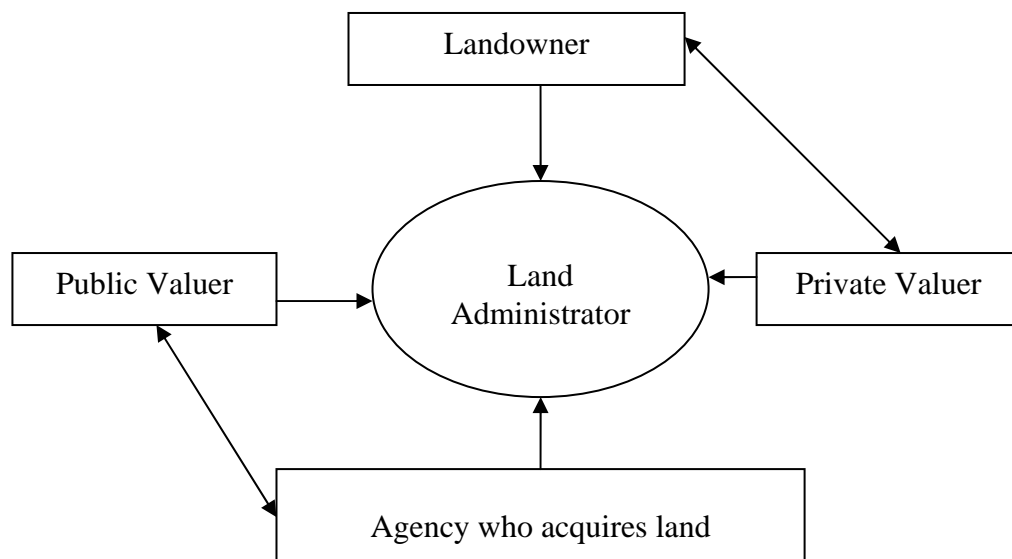 Landowner
Public Valuer
Land
Administrator
Private Valuer
Agency who acquires land